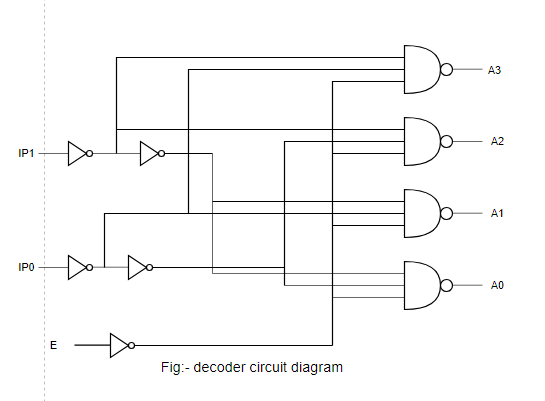 A3
A2
IP1
A1
IP0
A0
E
Fig:- decoder circuit diagram